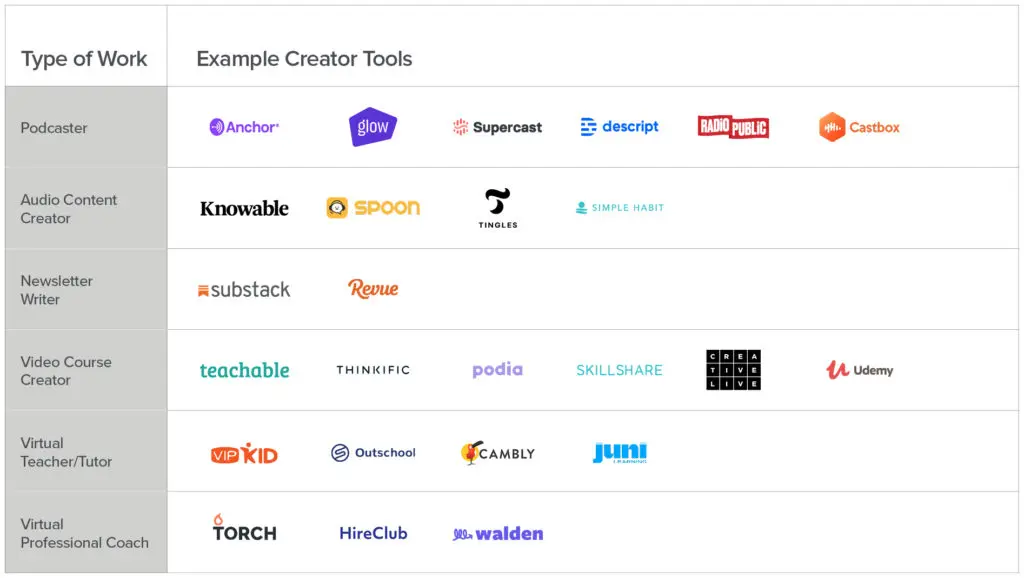 Type of Work Example Creator Tools
Podcaster Anchor glow Supercast descript RADIO PUBLIC Castbox
Audio Content
Creator
Knowable SPOON TINGLES SIMPLE HABIT
Newsletter
Writer
substack Revue
Video Course
Creator
teachable THINKIFIC podia SKILLSHARE CREA
TIVE
LIVE
Udemy
Virtual
Teacher/Tutor
VIPKID Outschool CAMBLY juni
LEARNING
Virtual
Professional Coach
TORCH HireClub walden